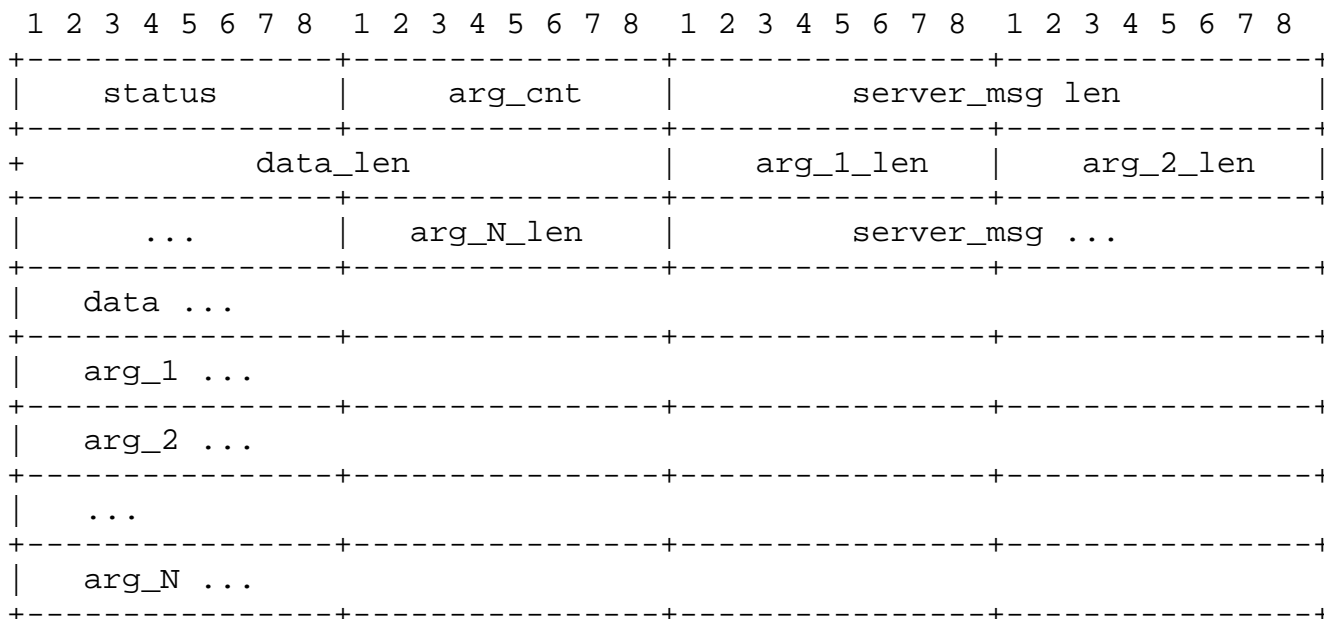 1 2 3 4 5 6 7 8 1 2 3 4 5 6 7 8 1 2 3 4 5 6 7 8 1 2 3 4 5 6 7 8
+----------------+----------------+----------------+----------------+
| status | arg_cnt | server_msg len |
+----------------+----------------+----------------+----------------+
+ data_len | arg_1_len | arg_2_len |
+----------------+----------------+----------------+----------------+
| ... | arg_N_len | server_msg ...
+----------------+----------------+----------------+----------------+
| data ...
+----------------+----------------+----------------+----------------+
| arg_1 ...
+----------------+----------------+----------------+----------------+
| arg_2 ...
+----------------+----------------+----------------+----------------+
| ...
+----------------+----------------+----------------+----------------+
| arg_N ...
+----------------+----------------+----------------+----------------+